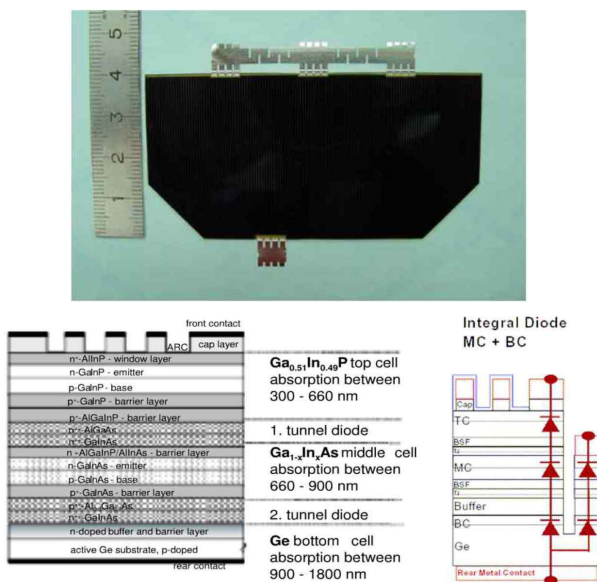 5
4
3
2
1
front contact
ARC
cap layer
n⁺-AlInP - window layer
n-GaInP - emitter
p-GaInP - base
p⁺-GaInP - barrier layer
p⁺-AlGaInP - barrier layer
p⁺⁺-AlGaAs
n⁺⁺-GaInAs
n⁺-AlGaInP/AlInAs - barrier layer
n-GaInAs - emitter
p-GaInAs - base
p⁺-GaInAs - barrier layer
n⁺⁺-GaInAs
n-doped buffer and barrier layer
active Ge substrate, p-doped
rear contact
Ga₀.₅₁In₀.₄₉P top cell
absorption between
300 - 660 nm
1. tunnel diode
Ga₁₋ₓInₓAs middle cell
absorption between
660 - 900 nm
2. tunnel diode
Ge bottom cell
absorption between
900 - 1800 nm
Integral Diode
MC + BC
Cap
TC
BSF
MC
BSF
Buffer
BC
Ge
Rear Metal Contact